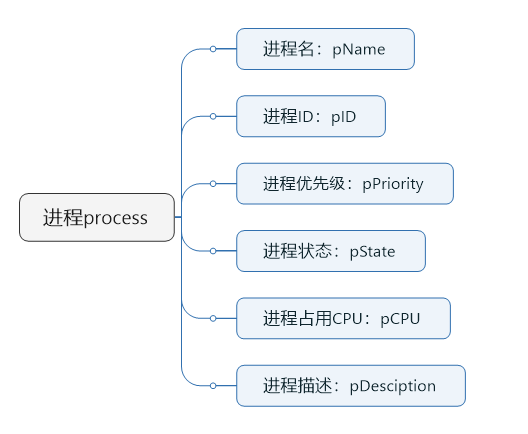 进程process
进程名：pName
进程ID：pID
进程优先级：pPriority
进程状态：pState
进程占用CPU：pCPU
进程描述：pDesciption